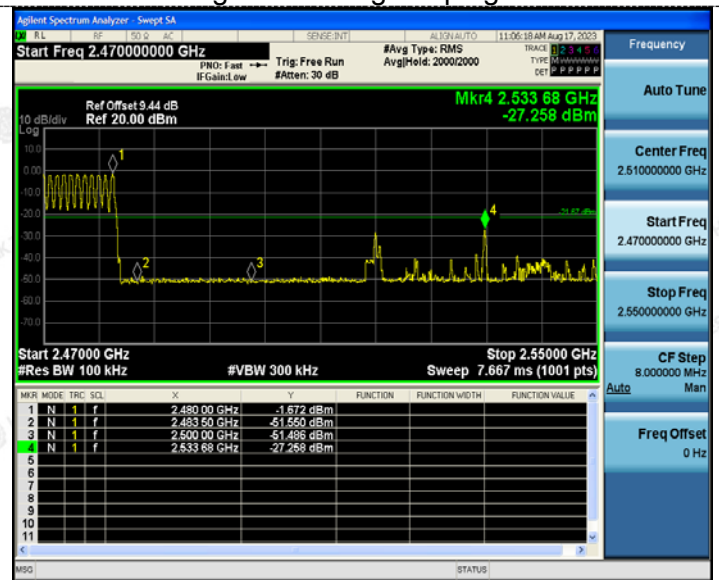 Agilent Spectrum Analyzer - Swept SA
RL RF 50 Ω AC SENSE:INT ALIGN AUTO 11:06:18 AM Aug 17, 2023
Start Freq 2.470000000 GHz
PNO: Fast
IFGain:Low
Trig: Free Run
#Atten: 30 dB
#Avg Type: RMS
Avg|Hold: 2000/2000
TRACE 1 2 3 4 5 6
TYPE MWWWWW
DET P P P P P P
Mkr4 2.533 68 GHz
-27.258 dBm
Ref Offset 9.44 dB
10 dB/div Ref 20.00 dBm
Log
10.0
0.00
-10.0
-20.0
-30.0
-40.0
-50.0
-60.0
-70.0
1
2
3
4
-21.67 dBm
Start 2.47000 GHz Stop 2.55000 GHz
#Res BW 100 kHz #VBW 300 kHz Sweep 7.667 ms (1001 pts)
MKR MODE TRC SCL X Y FUNCTION FUNCTION WIDTH FUNCTION VALUE
1 N 1 f 2.480 00 GHz -1.672 dBm
2 N 1 f 2.483 50 GHz -51.550 dBm
3 N 1 f 2.500 00 GHz -51.486 dBm
4 N 1 f 2.533 68 GHz -27.258 dBm
5
6
7
8
9
10
11
MSG STATUS
Frequency
Auto Tune
Center Freq
2.510000000 GHz
Start Freq
2.470000000 GHz
Stop Freq
2.550000000 GHz
CF Step
8.000000 MHz
Auto Man
Freq Offset
0 Hz